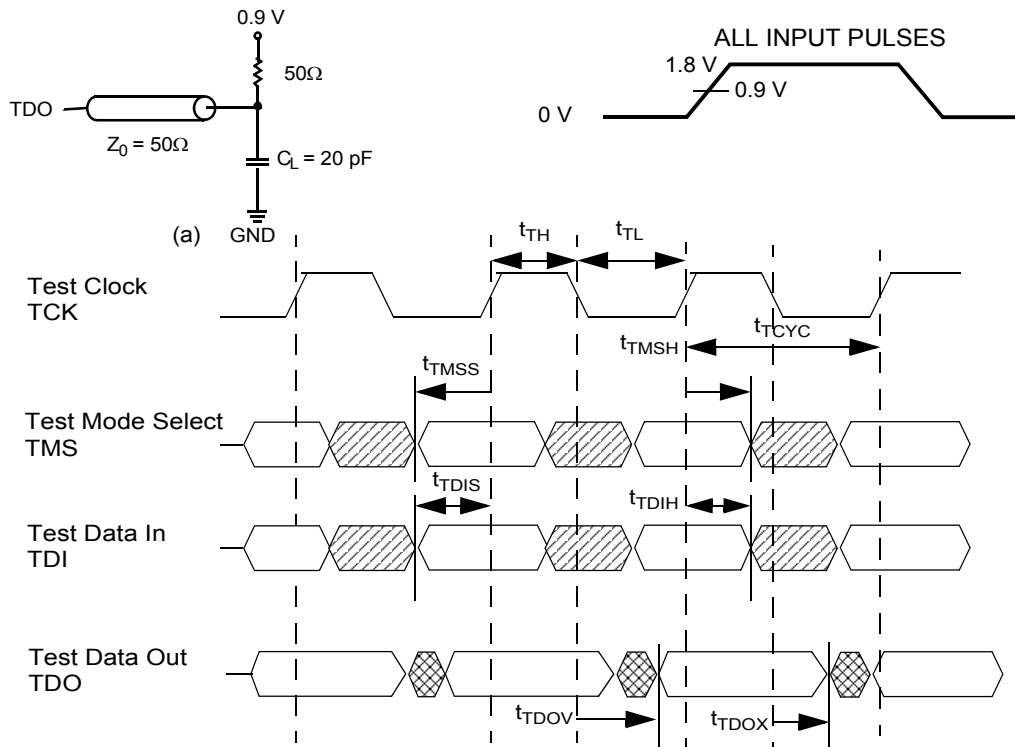 0.9 V
50Ω
TDO
Z0 = 50Ω
CL = 20 pF
(a)
GND
ALL INPUT PULSES
1.8 V
0.9 V
0 V
tTH
tTL
Test Clock
TCK
tTMSH
tTCYC
tTMSS
Test Mode Select
TMS
tTDIS
tTDIH
Test Data In
TDI
Test Data Out
TDO
tTDOV
tTDOX